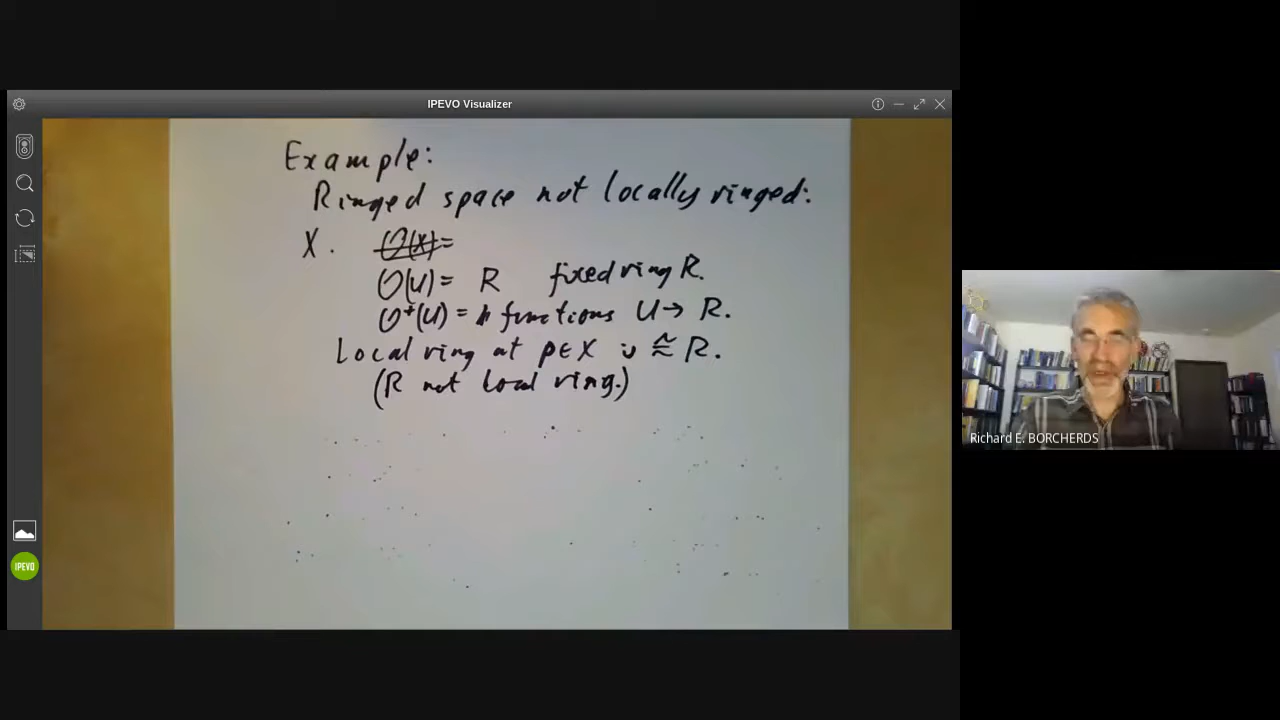 IPEVO Visualizer
Example:
Ringed space not locally ringed:
X. O(X)=
O(U) = R fixed ring R.
O⁺(U) = functions U → R.
Local ring at p∈X is ≅ R.
(R not local ring.)
IPEVO
Richard E. BORCHERDS